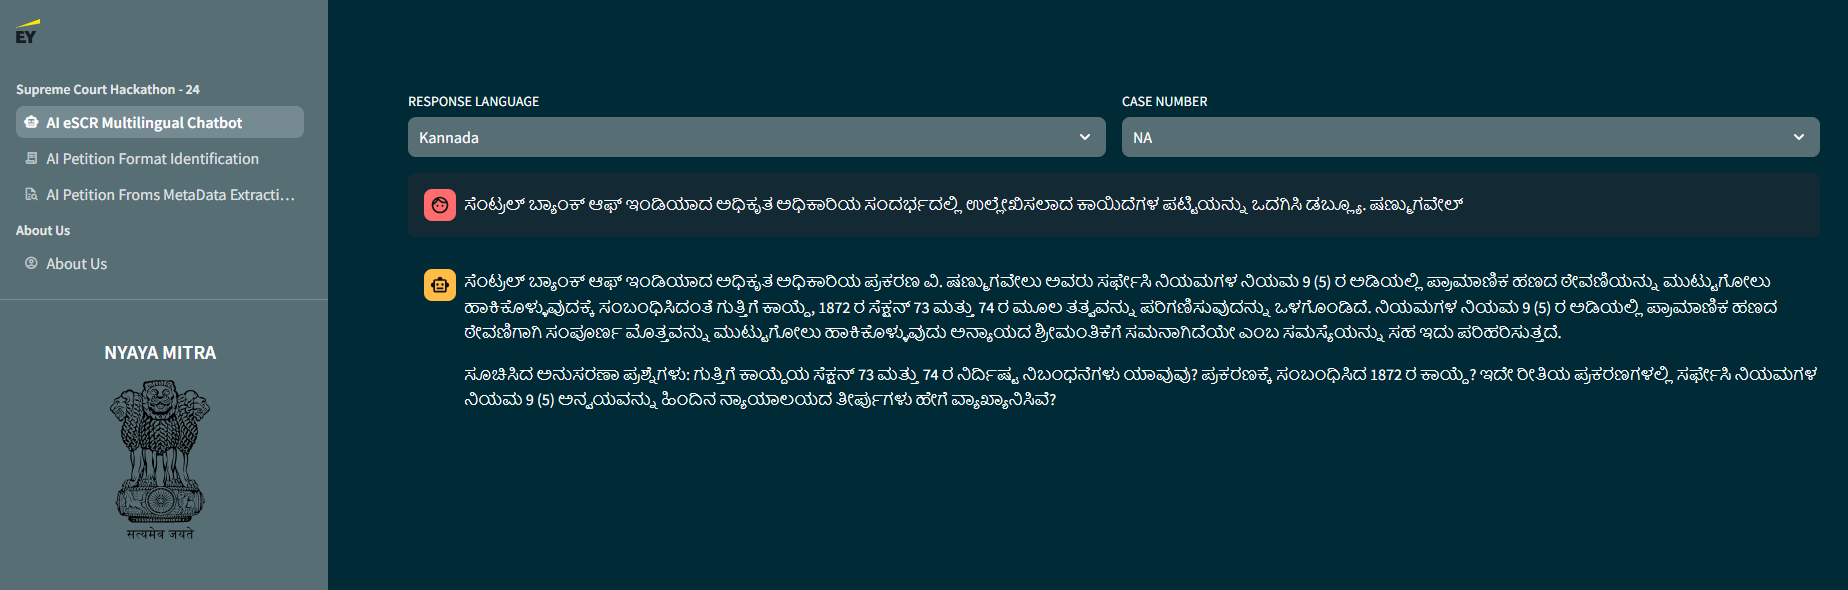 EY
Supreme Court Hackathon - 24
AI eSCR Multilingual Chatbot
AI Petition Format Identification
AI Petition Froms MetaData Extracti...
About Us
About Us
NYAYA MITRA
सत्यमेव जयते
RESPONSE LANGUAGE
Kannada
CASE NUMBER
NA
ಸೆಂಟ್ರಲ್ ಬ್ಯಾಂಕ್ ಆಫ್ ಇಂಡಿಯಾದ ಅಧಿಕೃತ ಅಧಿಕಾರಿಯ ಸಂದರ್ಭದಲ್ಲಿ ಉಲ್ಲೇಖಿಸಲಾದ ಕಾಯಿದೆಗಳ ಪಟ್ಟಿಯನ್ನು ಒದಗಿಸಿ ಡಬ್ಲ್ಯೂ. ಷಣ್ಮುಗವೇಲ್
ಸೆಂಟ್ರಲ್ ಬ್ಯಾಂಕ್ ಆಫ್ ಇಂಡಿಯಾದ ಅಧಿಕೃತ ಅಧಿಕಾರಿಯ ಪ್ರಕರಣ ವಿ. ಷಣ್ಮುಗವೇಲು ಅವರು ಸರ್ಫೇಸಿ ನಿಯಮಗಳ ನಿಯಮ 9 (5) ರ ಅಡಿಯಲ್ಲಿ ಪ್ರಾಮಾಣಿಕ ಹಣದ ಠೇವಣಿಯನ್ನು ಮುಟ್ಟುಗೋಲು
ಹಾಕಿಕೊಳ್ಳುವುದಕ್ಕೆ ಸಂಬಂಧಿಸಿದಂತೆ ಗುತ್ತಿಗೆ ಕಾಯ್ದೆ, 1872 ರ ಸೆಕ್ಷನ್ 73 ಮತ್ತು 74 ರ ಮೂಲ ತತ್ವವನ್ನು ಪರಿಗಣಿಸುವುದನ್ನು ಒಳಗೊಂಡಿದೆ. ನಿಯಮಗಳ ನಿಯಮ 9 (5) ರ ಅಡಿಯಲ್ಲಿ ಪ್ರಾಮಾಣಿಕ ಹಣದ
ಠೇವಣಿಗಾಗಿ ಸಂಪೂರ್ಣ ಮೊತ್ತವನ್ನು ಮುಟ್ಟುಗೋಲು ಹಾಕಿಕೊಳ್ಳುವುದು ಅನ್ಯಾಯದ ಶ್ರೀಮಂತಿಕೆಗೆ ಸಮನಾಗಿದೆಯೇ ಎಂಬ ಸಮಸ್ಯೆಯನ್ನು ಸಹ ಇದು ಪರಿಹರಿಸುತ್ತದೆ.
ಸೂಚಿಸಿದ ಅನುಸರಣಾ ಪ್ರಶ್ನೆಗಳು: ಗುತ್ತಿಗೆ ಕಾಯ್ದೆಯ ಸೆಕ್ಷನ್ 73 ಮತ್ತು 74 ರ ನಿರ್ದಿಷ್ಟ ನಿಬಂಧನೆಗಳು ಯಾವುವು? ಪ್ರಕರಣಕ್ಕೆ ಸಂಬಂಧಿಸಿದ 1872 ರ ಕಾಯ್ದೆ? ಇದೇ ರೀತಿಯ ಪ್ರಕರಣಗಳಲ್ಲಿ ಸರ್ಫೇಸಿ ನಿಯಮಗಳ
ನಿಯಮ 9 (5) ಅನ್ವಯವನ್ನು ಹಿಂದಿನ ನ್ಯಾಯಾಲಯದ ತೀರ್ಪುಗಳು ಹೇಗೆ ವ್ಯಾಖ್ಯಾನಿಸಿವೆ?